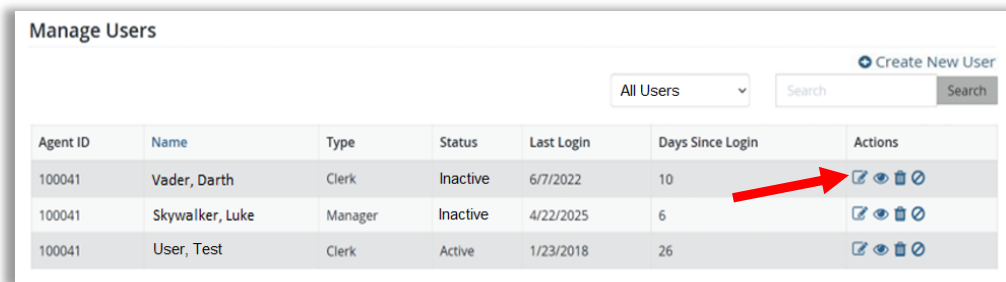 Manage Users
Create New User
All Users Search Search
Agent ID Name Type Status Last Login Days Since Login Actions
100041 Vader, Darth Clerk Inactive 6/7/2022 10
100041 Skywalker, Luke Manager Inactive 4/22/2025 6
100041 User, Test Clerk Active 1/23/2018 26